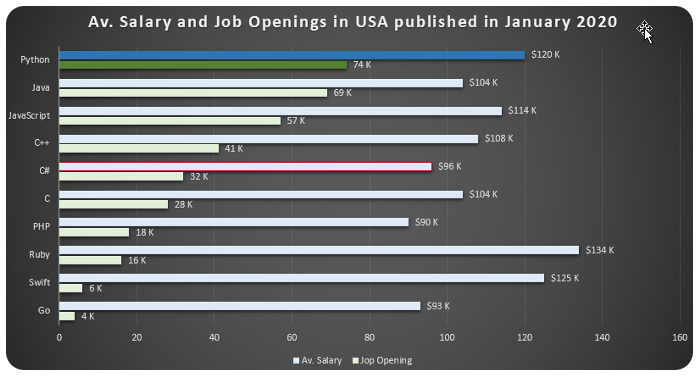 Av. Salary and Job Openings in USA published in January 2020
Python
$120 K
74 K
Java
$104 K
69 K
JavaScript
$114 K
57 K
C++
$108 K
41 K
C#
$96 K
32 K
C
$104 K
28 K
PHP
$90 K
18 K
Ruby
$134 K
16 K
Swift
$125 K
6 K
Go
$93 K
4 K
0 20 40 60 80 100 120 140 160
Av. Salary Jop Opening